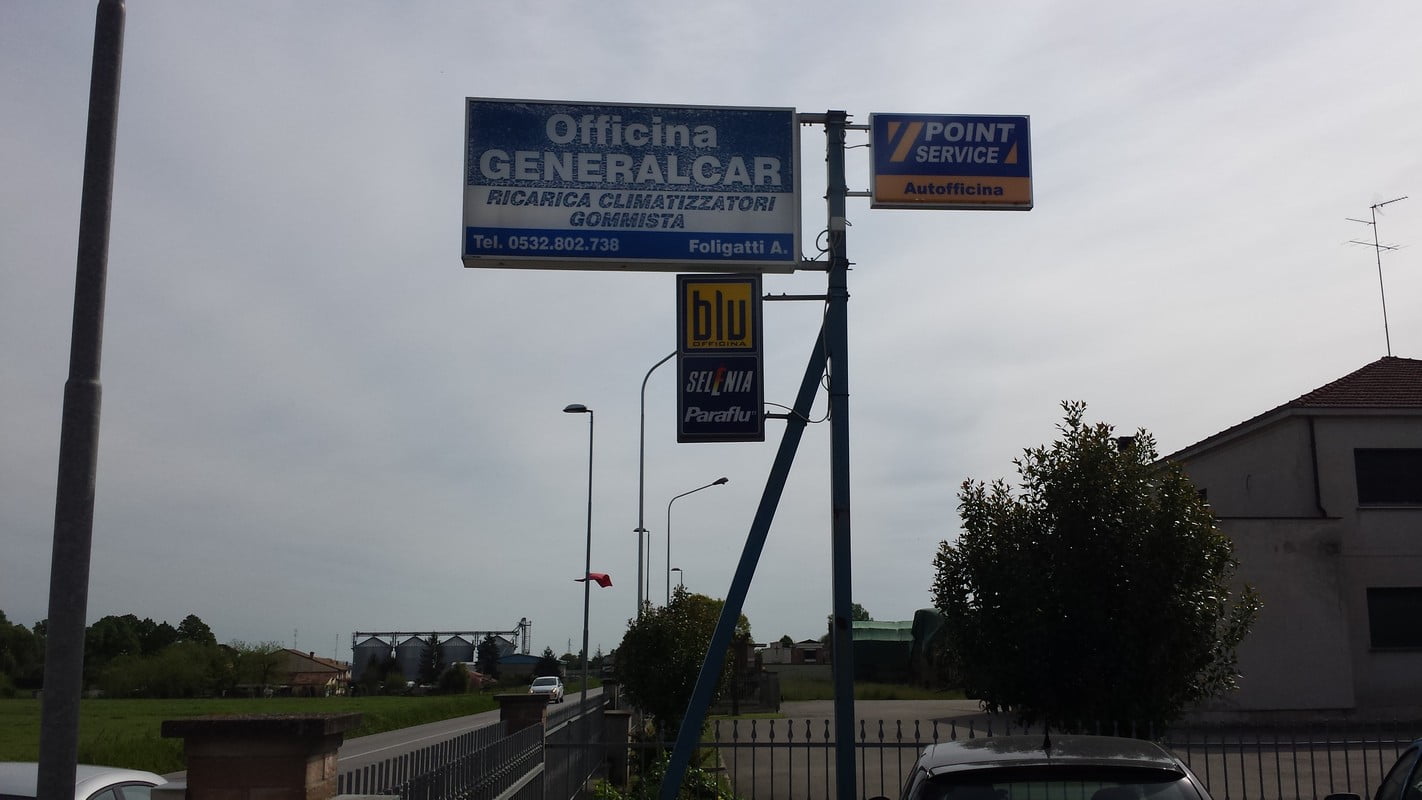 Officina
GENERALCAR
RICARICA CLIMATIZZATORI
GOMMISTA
Tel. 0532.802.738 Foligatti A.
POINT
SERVICE
Autofficina
blu
OFFICINA
SELENIA
Paraflu